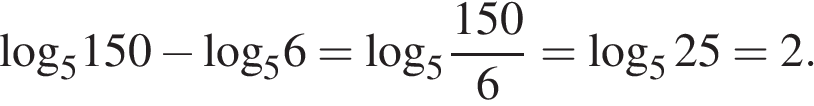 log₅150 − log₅6 = log₅ 150/6 = log₅ 25 = 2.